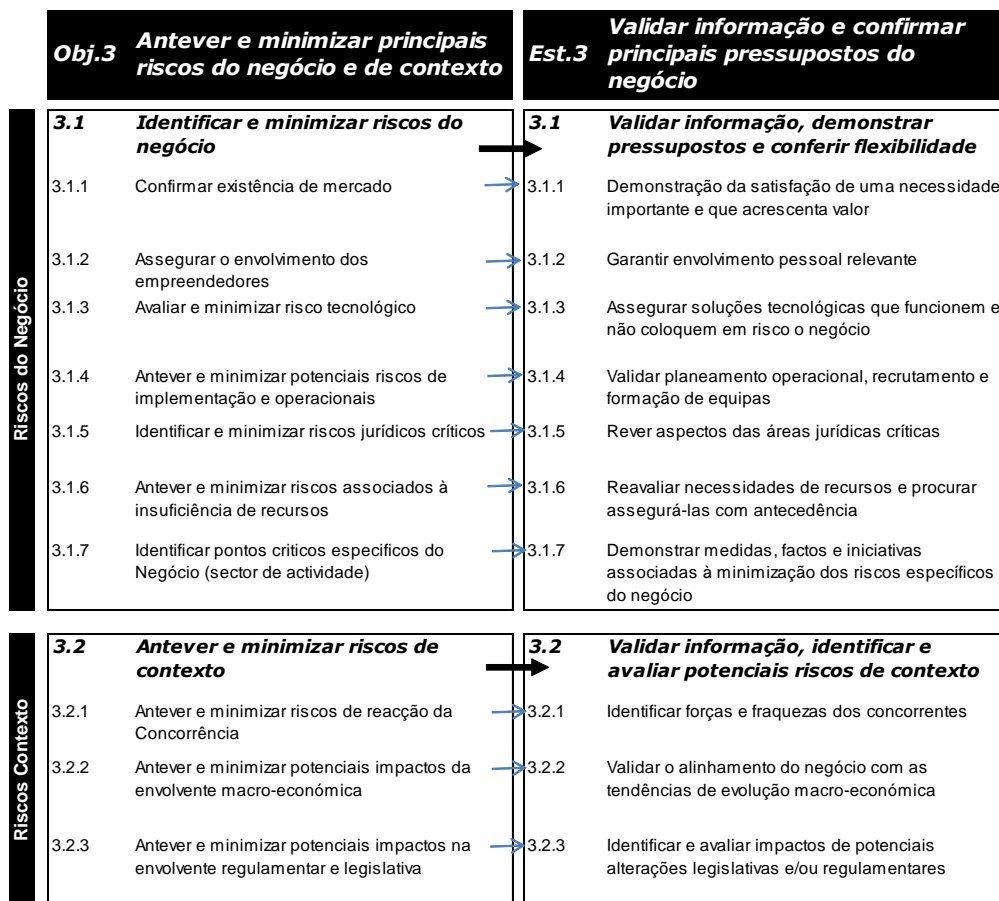 Obj.3
Antever e minimizar principais
riscos do negócio e de contexto
Est.3
Validar informação e confirmar
principais pressupostos do
negócio
Riscos do Negócio
3.1
Identificar e minimizar riscos do
negócio
3.1
Validar informação, demonstrar
pressupostos e conferir flexibilidade
3.1.1
Confirmar existência de mercado
3.1.1
Demonstração da satisfação de uma necessidade
importante e que acrescenta valor
3.1.2
Assegurar o envolvimento dos
empreendedores
3.1.2
Garantir envolvimento pessoal relevante
3.1.3
Avaliar e minimizar risco tecnológico
3.1.3
Assegurar soluções tecnológicas que funcionem e
não coloquem em risco o negócio
3.1.4
Antever e minimizar potenciais riscos de
implementação e operacionais
3.1.4
Validar planeamento operacional, recrutamento e
formação de equipas
3.1.5
Identificar e minimizar riscos jurídicos críticos
3.1.5
Rever aspectos das áreas jurídicas críticas
3.1.6
Antever e minimizar riscos associados à
insuficiência de recursos
3.1.6
Reavaliar necessidades de recursos e procurar
assegurá-las com antecedência
3.1.7
Identificar pontos criticos especificos do
Negócio (sector de actividade)
3.1.7
Demonstrar medidas, factos e iniciativas
associadas à minimização dos riscos específicos
do negócio
Riscos Contexto
3.2
Antever e minimizar riscos de
contexto
3.2
Validar informação, identificar e
avaliar potenciais riscos de contexto
3.2.1
Antever e minimizar riscos de reacção da
Concorrência
3.2.1
Identificar forças e fraquezas dos concorrentes
3.2.2
Antever e minimizar potenciais impactos da
envolvente macro-económica
3.2.2
Validar o alinhamento do negócio com as
tendências de evolução macro-económica
3.2.3
Antever e minimizar potenciais impactos na
envolvente regulamentar e legislativa
3.2.3
Identificar e avaliar impactos de potenciais
alterações legislativas e/ou regulamentares